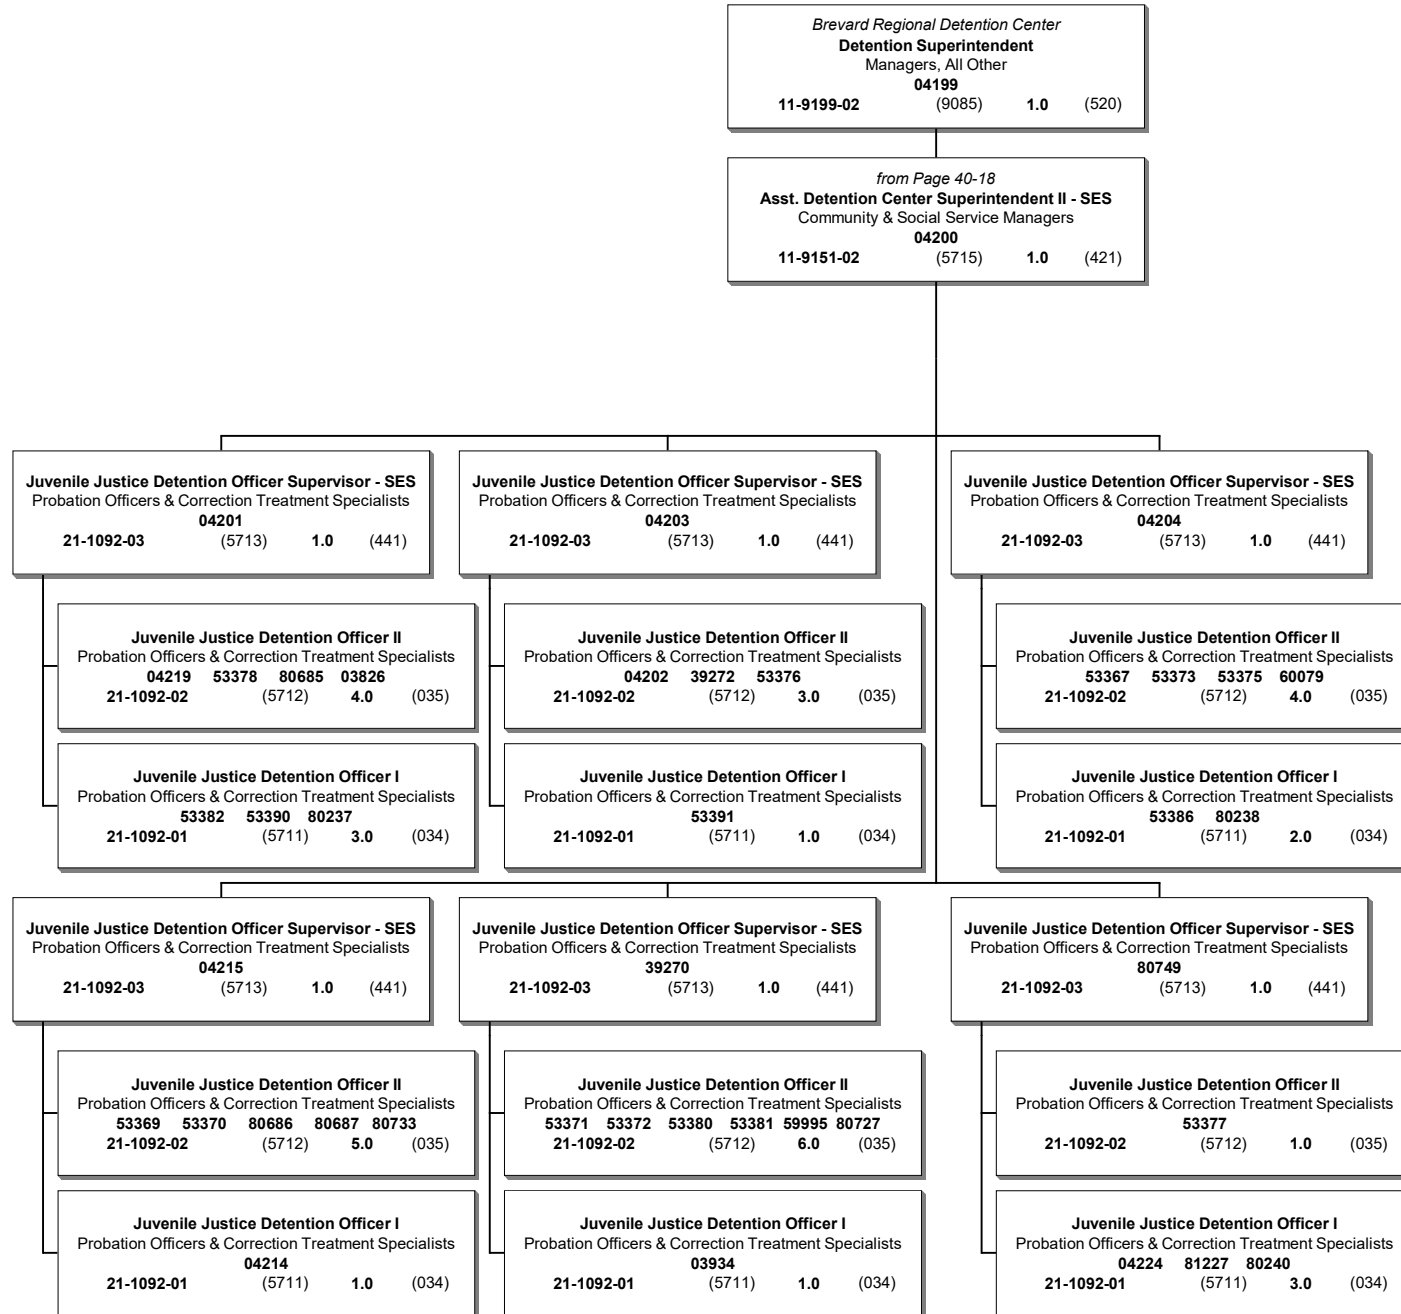 Brevard Regional Detention Center
Detention Superintendent
Managers, All Other
04199
11-9199-02 (9085) 1.0 (520)
from Page 40-18
Asst. Detention Center Superintendent II - SES
Community & Social Service Managers
04200
11-9151-02 (5715) 1.0 (421)
Juvenile Justice Detention Officer Supervisor - SES
Probation Officers & Correction Treatment Specialists
04201
21-1092-03 (5713) 1.0 (441)
Juvenile Justice Detention Officer II
Probation Officers & Correction Treatment Specialists
04219 53378 80685 03826
21-1092-02 (5712) 4.0 (035)
Juvenile Justice Detention Officer I
Probation Officers & Correction Treatment Specialists
53382 53390 80237
21-1092-01 (5711) 3.0 (034)
Juvenile Justice Detention Officer Supervisor - SES
Probation Officers & Correction Treatment Specialists
04203
21-1092-03 (5713) 1.0 (441)
Juvenile Justice Detention Officer II
Probation Officers & Correction Treatment Specialists
04202 39272 53376
21-1092-02 (5712) 3.0 (035)
Juvenile Justice Detention Officer I
Probation Officers & Correction Treatment Specialists
53391
21-1092-01 (5711) 1.0 (034)
Juvenile Justice Detention Officer Supervisor - SES
Probation Officers & Correction Treatment Specialists
04204
21-1092-03 (5713) 1.0 (441)
Juvenile Justice Detention Officer II
Probation Officers & Correction Treatment Specialists
53367 53373 53375 60079
21-1092-02 (5712) 4.0 (035)
Juvenile Justice Detention Officer I
Probation Officers & Correction Treatment Specialists
53386 80238
21-1092-01 (5711) 2.0 (034)
Juvenile Justice Detention Officer Supervisor - SES
Probation Officers & Correction Treatment Specialists
04215
21-1092-03 (5713) 1.0 (441)
Juvenile Justice Detention Officer II
Probation Officers & Correction Treatment Specialists
53369 53370 80686 80687 80733
21-1092-02 (5712) 5.0 (035)
Juvenile Justice Detention Officer I
Probation Officers & Correction Treatment Specialists
04214
21-1092-01 (5711) 1.0 (034)
Juvenile Justice Detention Officer Supervisor - SES
Probation Officers & Correction Treatment Specialists
39270
21-1092-03 (5713) 1.0 (441)
Juvenile Justice Detention Officer II
Probation Officers & Correction Treatment Specialists
53371 53372 53380 53381 59995 80727
21-1092-02 (5712) 6.0 (035)
Juvenile Justice Detention Officer I
Probation Officers & Correction Treatment Specialists
03934
21-1092-01 (5711) 1.0 (034)
Juvenile Justice Detention Officer Supervisor - SES
Probation Officers & Correction Treatment Specialists
80749
21-1092-03 (5713) 1.0 (441)
Juvenile Justice Detention Officer II
Probation Officers & Correction Treatment Specialists
53377
21-1092-02 (5712) 1.0 (035)
Juvenile Justice Detention Officer I
Probation Officers & Correction Treatment Specialists
04224 81227 80240
21-1092-01 (5711) 3.0 (034)